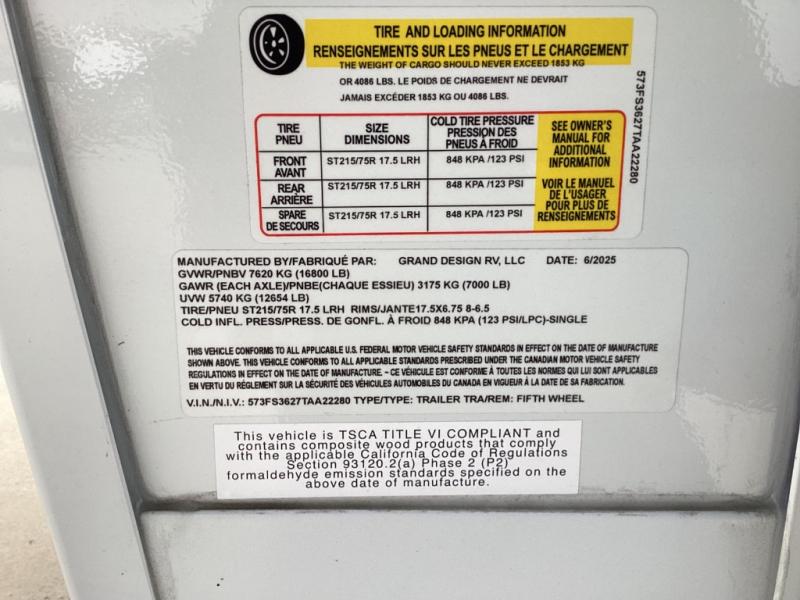 TIRE AND LOADING INFORMATION
RENSEIGNEMENTS SUR LES PNEUS ET LE CHARGEMENT
THE WEIGHT OF CARGO SHOULD NEVER EXCEED 1853 KG
OR 4086 LBS. LE POIDS DE CHARGEMENT NE DEVRAIT
JAMAIS EXCÉDER 1853 KG OU 4086 LBS.
573FS3627TAA22280
TIRE
PNEU
SIZE
DIMENSIONS
COLD TIRE PRESSURE
PRESSION DES
PNEUS À FROID
FRONT
AVANT
ST215/75R 17.5 LRH
848 KPA /123 PSI
REAR
ARRIÈRE
ST215/75R 17.5 LRH
848 KPA /123 PSI
SPARE
DE SECOURS
ST215/75R 17.5 LRH
848 KPA /123 PSI
SEE OWNER'S
MANUAL FOR
ADDITIONAL
INFORMATION
VOIR LE MANUEL
DE L'USAGER
POUR PLUS DE
RENSEIGNEMENTS
MANUFACTURED BY/FABRIQUÉ PAR: GRAND DESIGN RV, LLC DATE: 6/2025
GVWR/PNBV 7620 KG (16800 LB)
GAWR (EACH AXLE)/PNBE(CHAQUE ESSIEU) 3175 KG (7000 LB)
UVW 5740 KG (12654 LB)
TIRE/PNEU ST215/75R 17.5 LRH RIMS/JANTE17.5X6.75 8-6.5
COLD INFL. PRESS/PRESS. DE GONFL. À FROID 848 KPA (123 PSI/LPC)-SINGLE
THIS VEHICLE CONFORMS TO ALL APPLICABLE U.S. FEDERAL MOTOR VEHICLE SAFETY STANDARDS IN EFFECT ON THE DATE OF MANUFACTURE
SHOWN ABOVE. THIS VEHICLE CONFORMS TO ALL APPLICABLE STANDARDS PRESCRIBED UNDER THE CANADIAN MOTOR VEHICLE SAFETY
REGULATIONS IN EFFECT ON THE DATE OF MANUFACTURE. - CE VÉHICULE EST CONFORME À TOUTES LES NORMES QUI LUI SONT APPLICABLES
EN VERTU DU RÉGLEMENT SUR LA SÉCURITÉ DES VÉHICULES AUTOMOBILES DU CANADA EN VIGUEUR À LA DATE DE SA FABRICATION.
V.I.N./N.I.V.: 573FS3627TAA22280 TYPE/TYPE: TRAILER TRA/REM: FIFTH WHEEL
This vehicle is TSCA TITLE VI COMPLIANT and
contains composite wood products that comply
with the applicable California Code of Regulations
Section 93120.2(a) Phase 2 (P2)
formaldehyde emission standards specified on the
above date of manufacture.